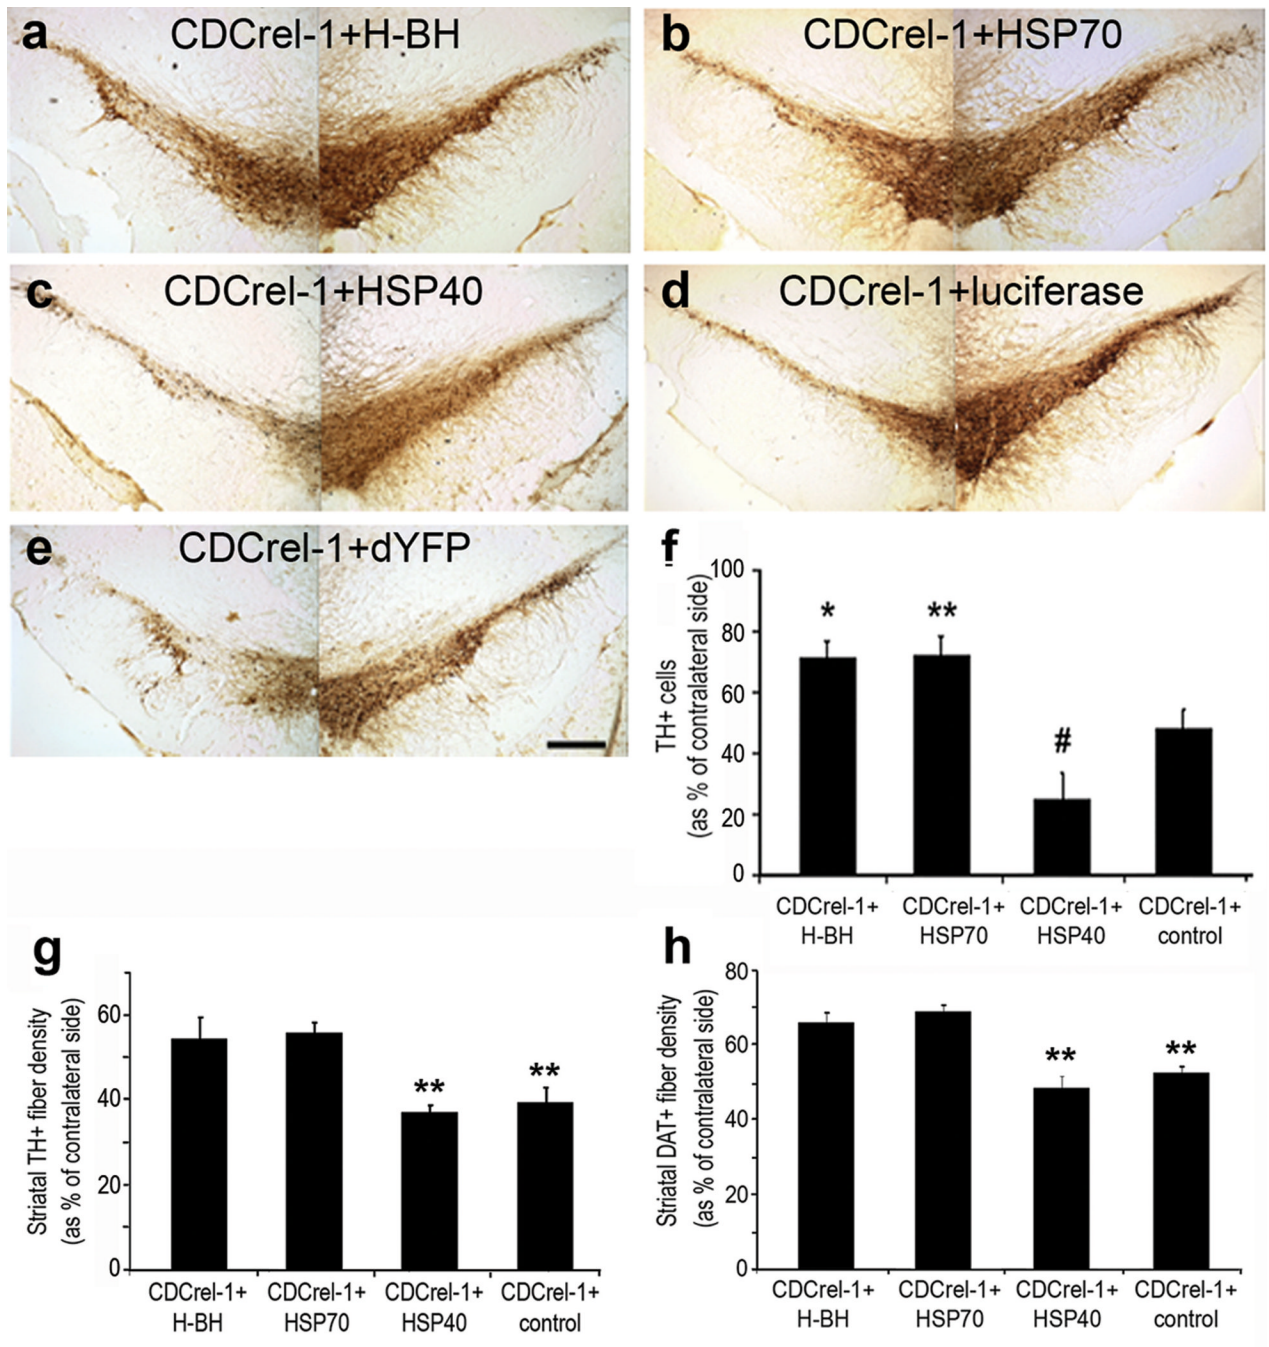 a
CDCrel-1+H-BH
b
CDCrel-1+HSP70
c
CDCrel-1+HSP40
d
CDCrel-1+luciferase
e
CDCrel-1+dYFP
f
TH+ cells
(as % of contralateral side)
100
80
60
40
20
0
*
**
#
CDCrel-1+
H-BH
CDCrel-1+
HSP70
CDCrel-1+
HSP40
CDCrel-1+
control
g
Striatal TH+ fiber density
(as % of contralateral side)
60
40
20
0
**
**
CDCrel-1+
H-BH
CDCrel-1+
HSP70
CDCrel-1+
HSP40
CDCrel-1+
control
h
Striatal DAT+ fiber density
(as % of contralateral side)
80
60
40
20
0
**
**
CDCrel-1+
H-BH
CDCrel-1+
HSP70
CDCrel-1+
HSP40
CDCrel-1+
control